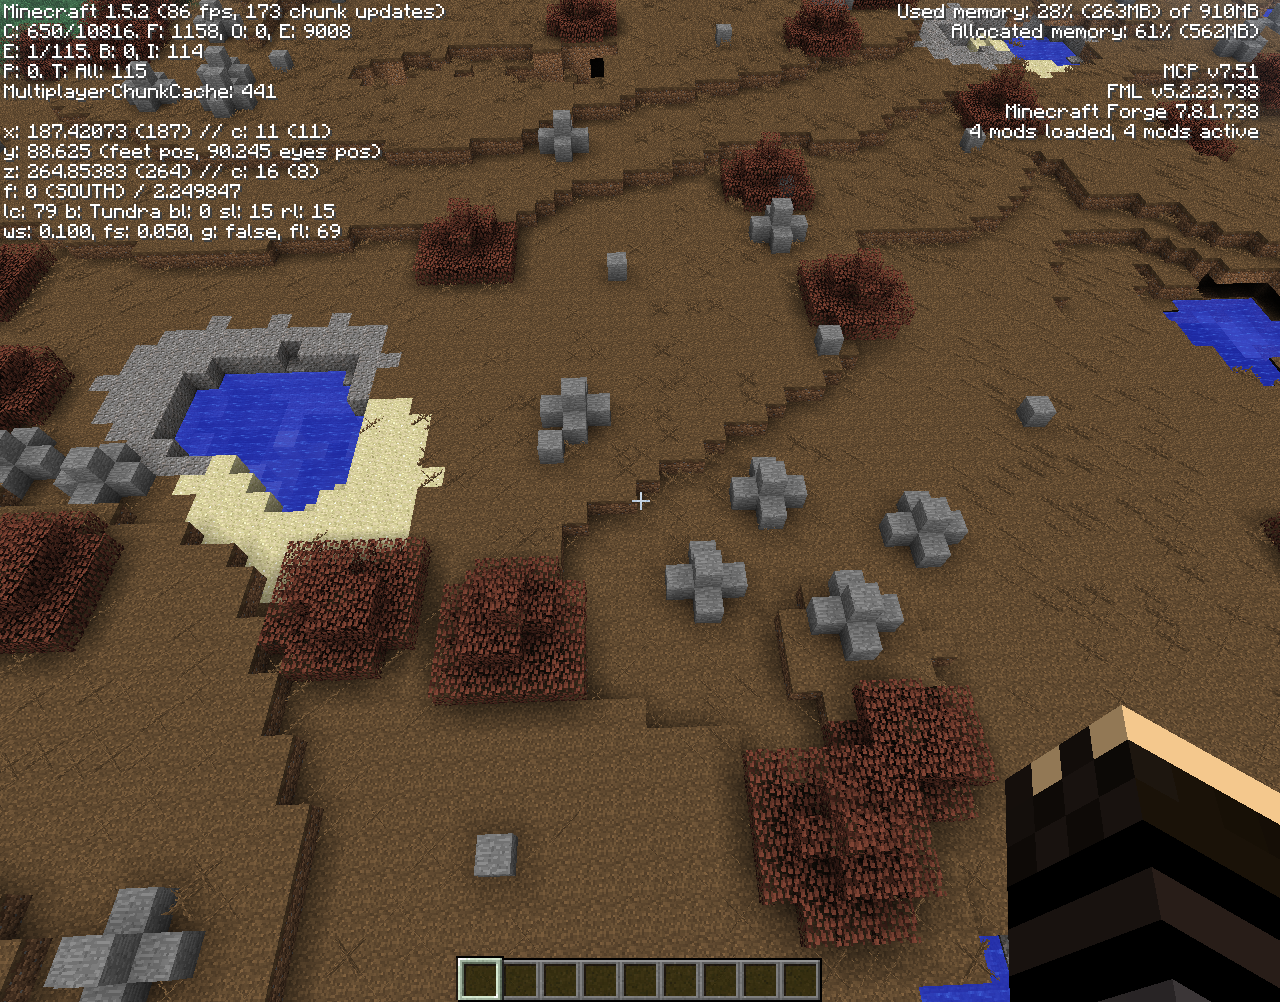 Minecraft 1.5.2 (86 fps, 173 chunk updates)
C: 650/10816. F: 1158, O: 0, E: 9008
E: 1/115. B: 0, I: 114
P: 0. T: All: 115
MultiplayerChunkCache: 441
x: 187.42073 (187) // c: 11 (11)
y: 88.625 (feet pos, 90.245 eyes pos)
z: 264.85383 (264) // c: 16 (8)
f: 0 (SOUTH) / 2.249847
lc: 79 b: Tundra bl: 0 sl: 15 rl: 15
ws: 0.100, fs: 0.050, g: false, fl: 69
Used memory: 28% (263MB) of 910MB
Allocated memory: 61% (562MB)
MCP v7.51
FML v5.2.23.738
Minecraft Forge 7.8.1.738
4 mods loaded, 4 mods active